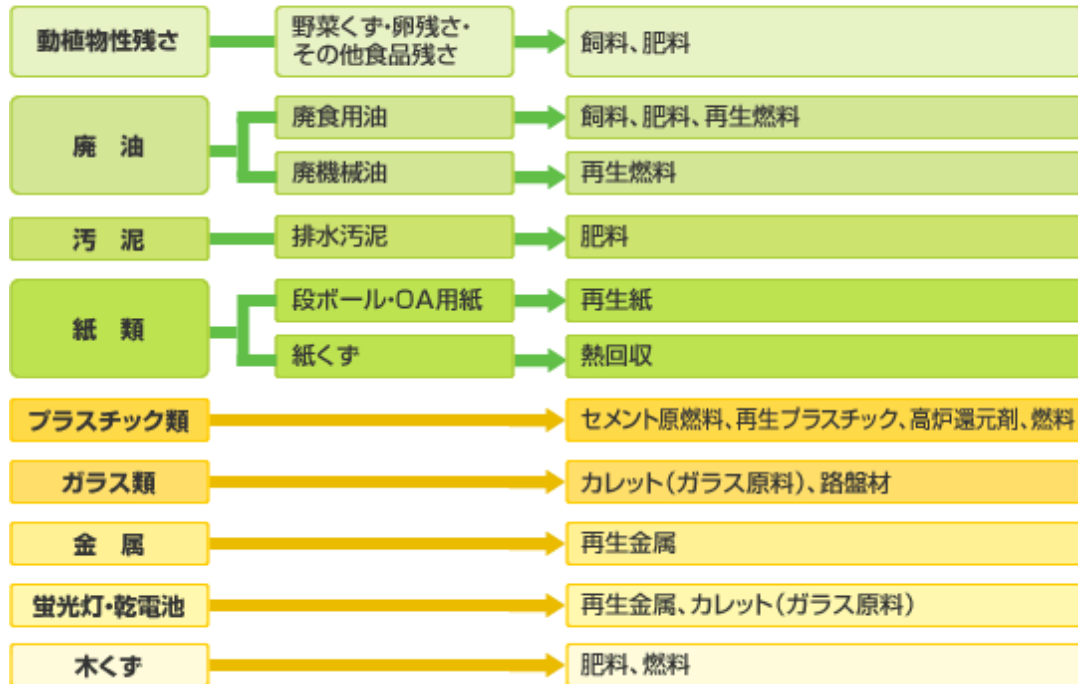 動植物性残さ
野菜くず・卵残さ・
その他食品残さ
飼料、肥料
廃 油
廃食用油
飼料、肥料、再生燃料
廃機械油
再生燃料
汚 泥
排水汚泥
肥料
紙 類
段ボール・OA用紙
再生紙
紙くず
熱回収
プラスチック類
セメント原燃料、再生プラスチック、高炉還元剤、燃料
ガラス類
カレット(ガラス原料)、路盤材
金 属
再生金属
蛍光灯・乾電池
再生金属、カレット(ガラス原料)
木くず
肥料、燃料